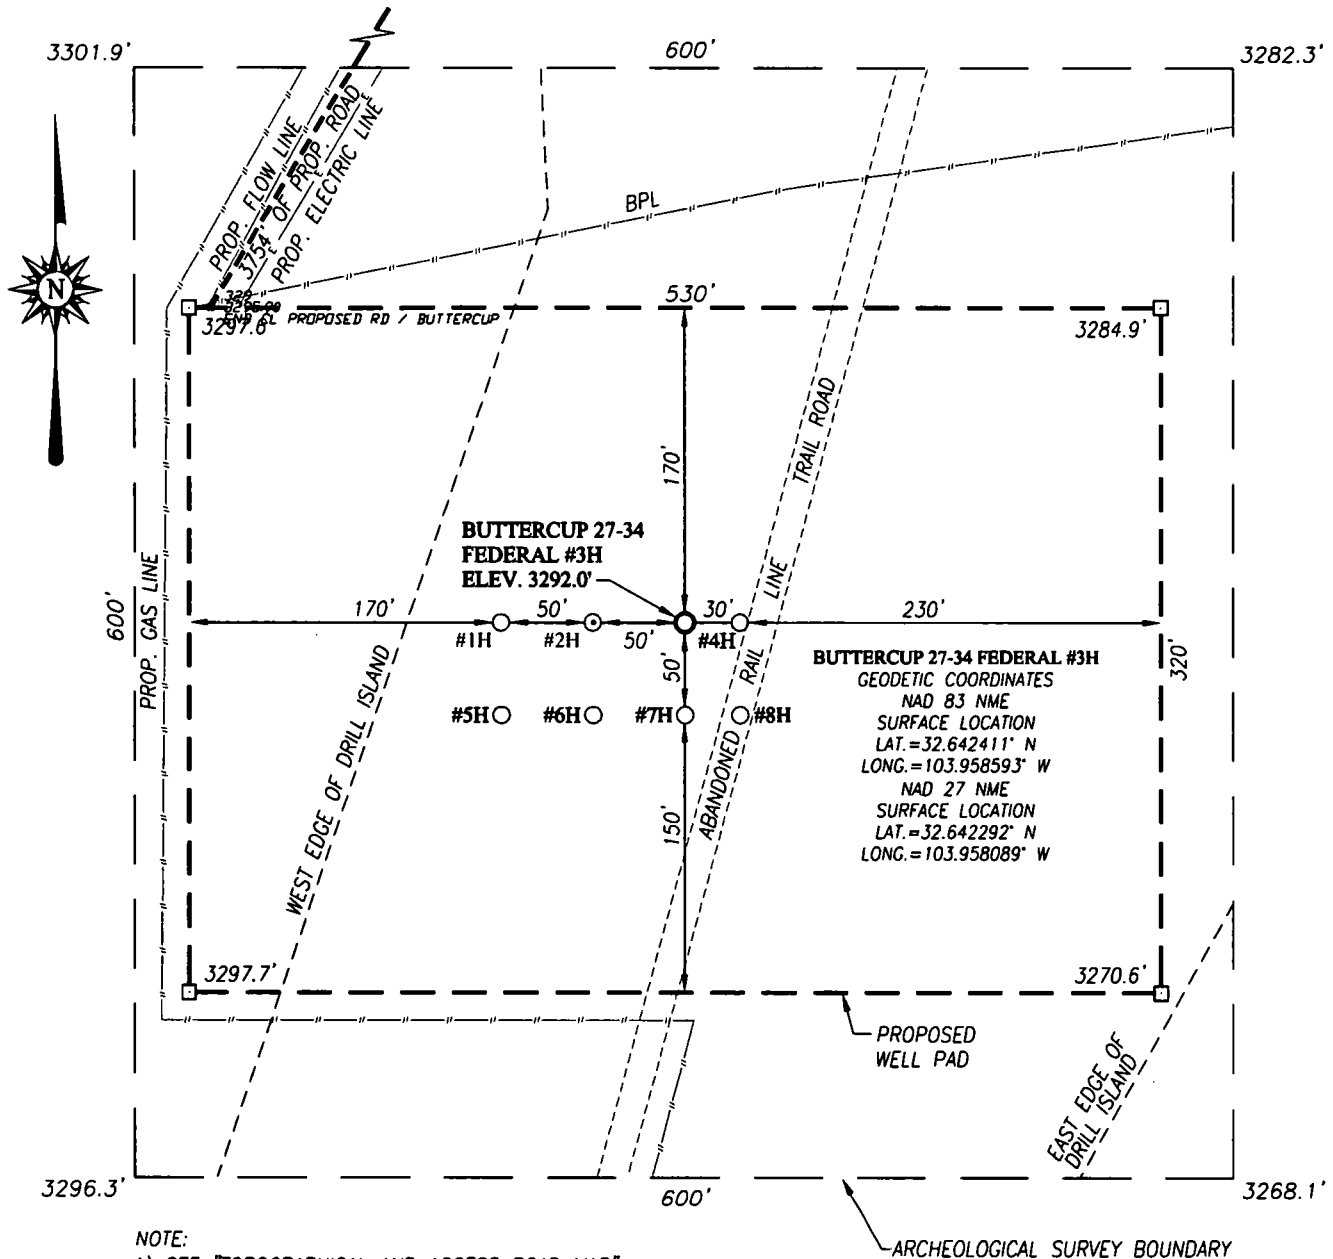 3301.9'
600'
3282.3'
PROP. FLOW LINE
3754' OF PROP. ROAD
PROP. ELECTRIC LINE
BPL
N
530'
END CL PROPOSED RD / BUTTERCUP
3297.6'
3284.9'
170'
TRAIL ROAD
BUTTERCUP 27-34
FEDERAL #3H
ELEV. 3292.0'
LINE
PROP. GAS LINE
600'
170'
50'
50'
30'
230'
#1H
#2H
#4H
50'
RAIL
320'
#5H
#6H
#7H
#8H
BUTTERCUP 27-34 FEDERAL #3H
GEODETIC COORDINATES
NAD 83 NME
SURFACE LOCATION
LAT.=32.642411° N
LONG.=103.958593° W
NAD 27 NME
SURFACE LOCATION
LAT.=32.642292° N
LONG.=103.958089° W
WEST EDGE OF DRILL ISLAND
ABANDONED
150'
3297.7'
3270.6'
PROPOSED
WELL PAD
EAST EDGE OF
DRILL ISLAND
3296.3'
600'
3268.1'
NOTE:
ARCHEOLOGICAL SURVEY BOUNDARY